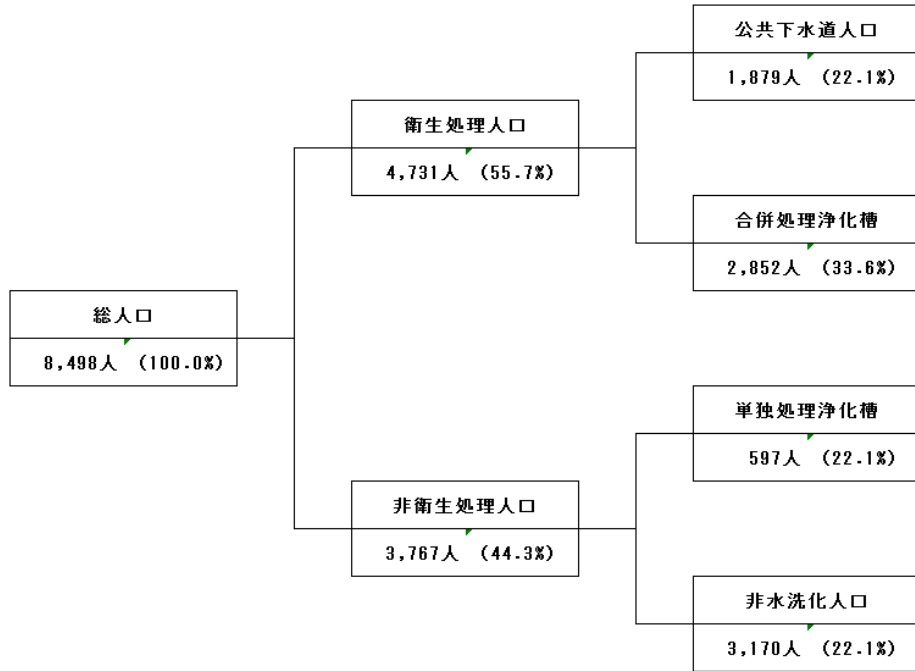 公共下水道人口
1,879人 (22.1%)
衛生処理人口
4,731人 (55.7%)
合併処理浄化槽
2,852人 (33.6%)
総人口
8,498人 (100.0%)
単独処理浄化槽
597人 (22.1%)
非衛生処理人口
3,767人 (44.3%)
非水洗化人口
3,170人 (22.1%)